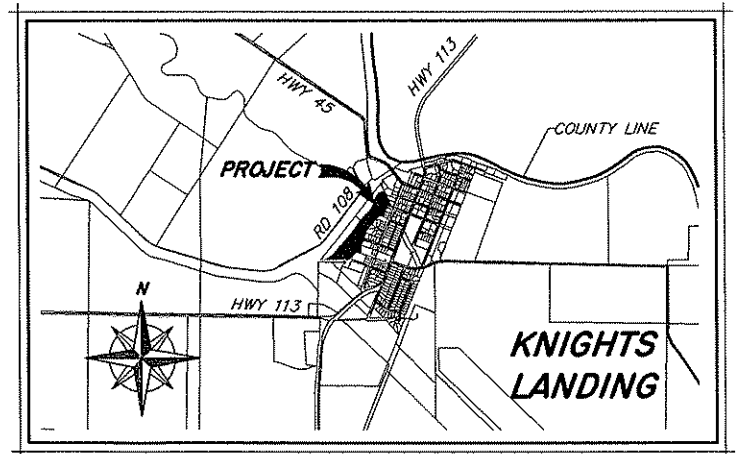 HWY 113
HWY 45
COUNTY LINE
PROJECT
RD 108
N
HWY 113
KNIGHTS
LANDING